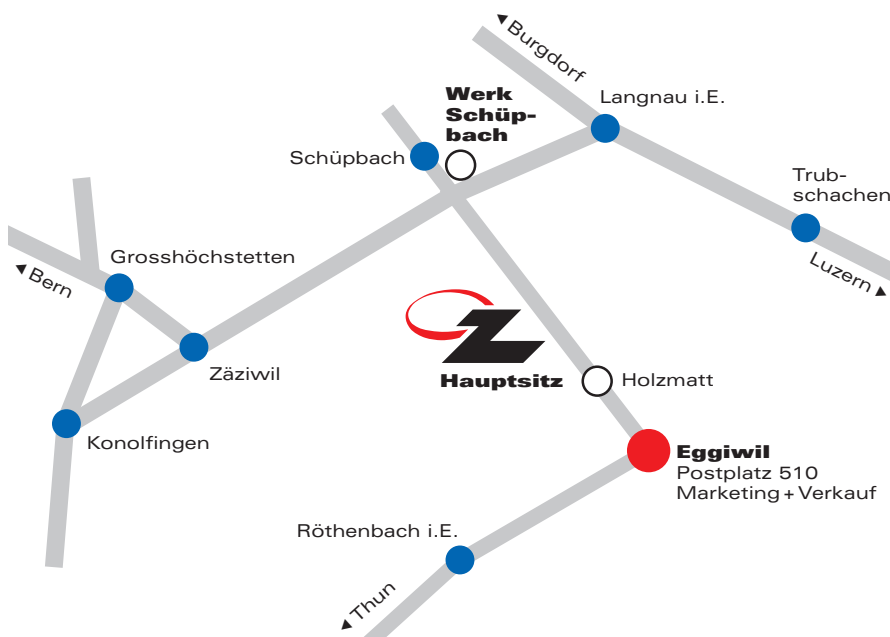 Burgdorf
Werk
Schüp-
bach
Langnau i.E.
Schüpbach
Trub-
schachen
Grosshöchstetten
Bern
Luzern
Zäziwil
Hauptsitz
Holzmatt
Konolfingen
Eggiwil
Postplatz 510
Marketing + Verkauf
Röthenbach i.E.
Thun